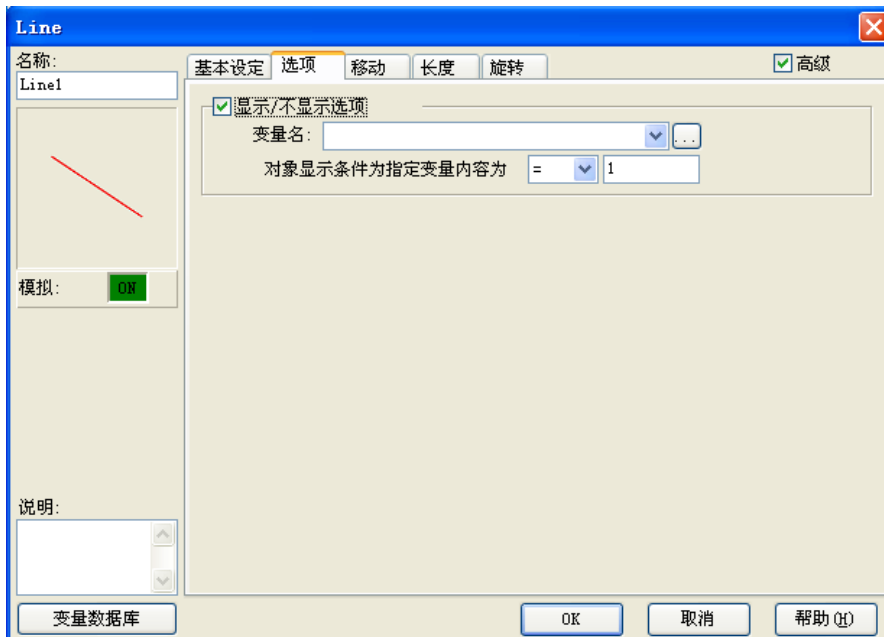 Line
名称:
Line1
基本设定 选项 移动 长度 旋转
高级
显示/不显示选项
变量名:
...
对象显示条件为指定变量内容为 = 1
模拟: ON
说明:
变量数据库 OK 取消 帮助(H)